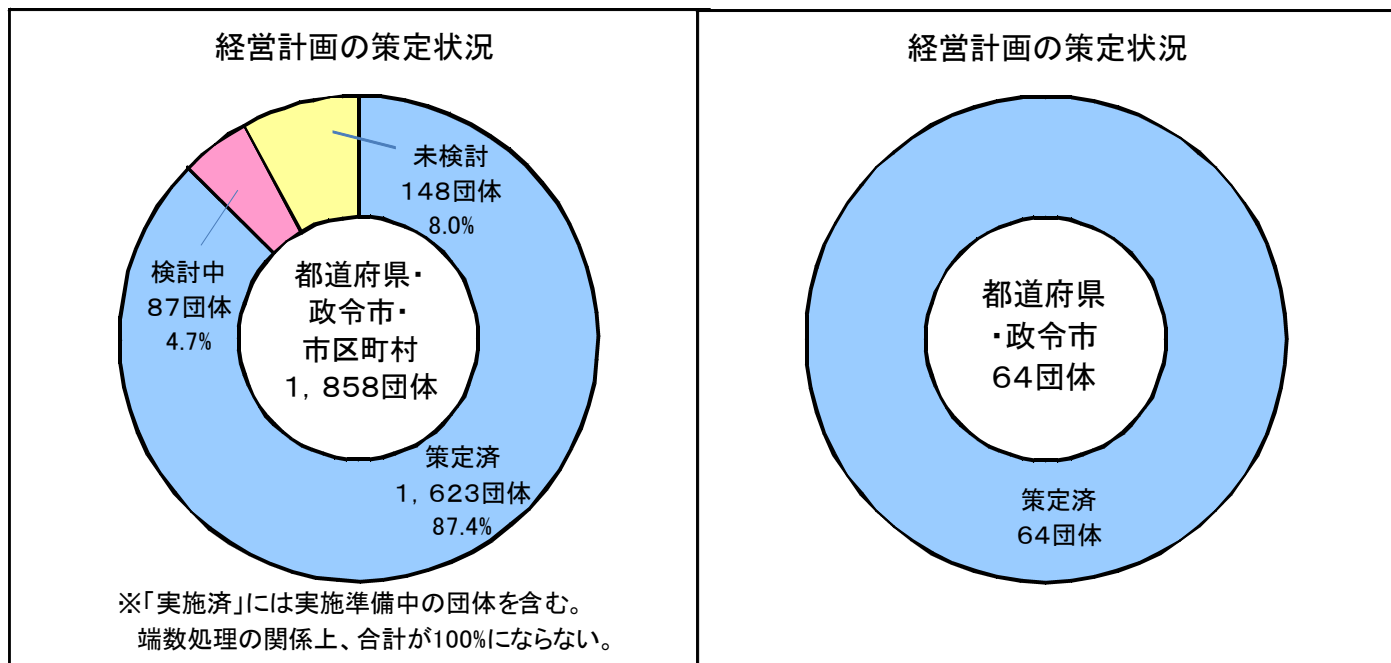 経営計画の策定状況
未検討
148団体
8.0%
検討中
87団体
4.7%
都道府県・
政令市・
市区町村
1,858団体
策定済
1,623団体
87.4%
※「実施済」には実施準備中の団体を含む。
端数処理の関係上、合計が100%にならない。
経営計画の策定状況
都道府県
・政令市
64団体
策定済
64団体